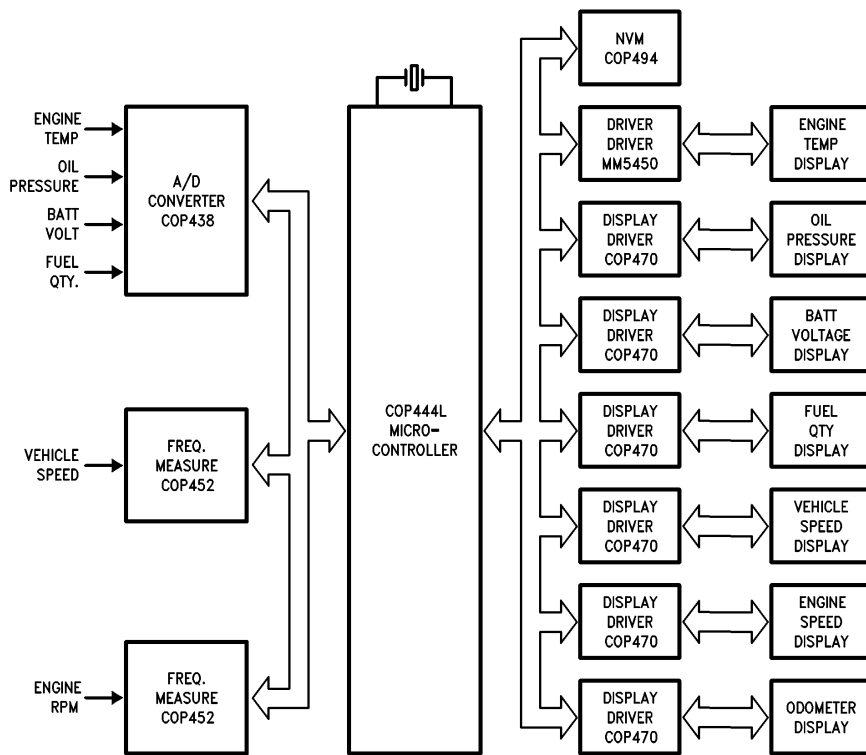 ENGINE
TEMP
OIL
PRESSURE
BATT
VOLT
FUEL
QTY.
A/D
CONVERTER
COP438
VEHICLE
SPEED
FREQ.
MEASURE
COP452
ENGINE
RPM
FREQ.
MEASURE
COP452
COP444L
MICRO-
CONTROLLER
NVM
COP494
DRIVER
DRIVER
MM5450
ENGINE
TEMP
DISPLAY
DISPLAY
DRIVER
COP470
OIL
PRESSURE
DISPLAY
DISPLAY
DRIVER
COP470
BATT
VOLTAGE
DISPLAY
DISPLAY
DRIVER
COP470
FUEL
QTY
DISPLAY
DISPLAY
DRIVER
COP470
VEHICLE
SPEED
DISPLAY
DISPLAY
DRIVER
COP470
ENGINE
SPEED
DISPLAY
DISPLAY
DRIVER
COP470
ODOMETER
DISPLAY